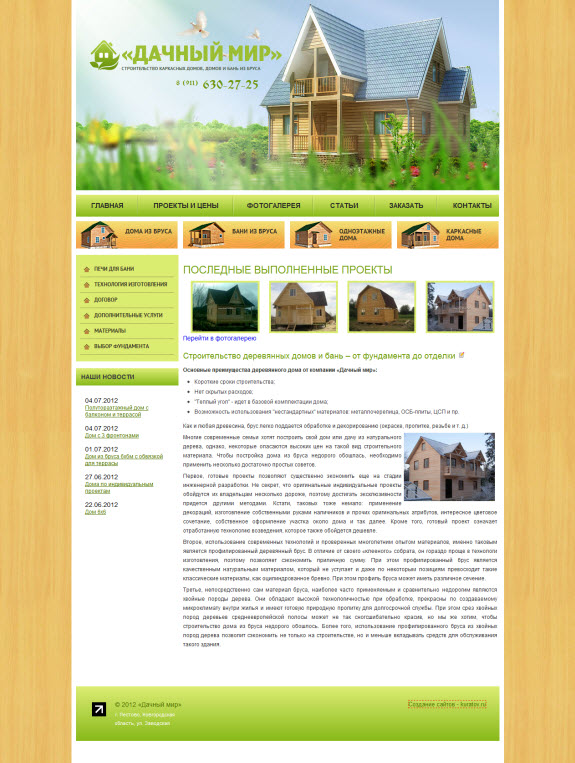 «ДАЧНЫЙ МИР»
СТРОИТЕЛЬСТВО КАРКАСНЫХ ДОМОВ, ДОМОВ И БАНЬ ИЗ БРУСА
8 (911) 630-27-25
ГЛАВНАЯ ПРОЕКТЫ И ЦЕНЫ ФОТОГАЛЕРЕЯ СТАТЬИ ЗАКАЗАТЬ КОНТАКТЫ
ДОМА ИЗ БРУСА БАНИ ИЗ БРУСА ОДНОЭТАЖНЫЕ ДОМА КАРКАСНЫЕ ДОМА
ПЕЧИ ДЛЯ БАНИ
ТЕХНОЛОГИЯ ИЗГОТОВЛЕНИЯ
ДОГОВОР
ДОПОЛНИТЕЛЬНЫЕ УСЛУГИ
МАТЕРИАЛЫ
ВЫБОР ФУНДАМЕНТА
НАШИ НОВОСТИ
04.07.2012
Полутораэтажный дом с
балконом и террасой
04.07.2012
Дом с 3 фронтонами
01.07.2012
Дом из бруса 6х6м с обвязкой
для террасы
27.06.2012
Дома по индивидуальным
проектам
22.06.2012
Дом 6х6
ПОСЛЕДНИЕ ВЫПОЛНЕННЫЕ ПРОЕКТЫ
Перейти в фотогалерею
Строительство деревянных домов и бань – от фундамента до отделки
Основные преимущества деревянного дома от компании «Дачный мир»:
Короткие сроки строительства;
Нет скрытых расходов;
"Теплый угол" - идет в базовой комплектации дома;
Возможность использования "нестандартных" материалов: металлочерепица, ОСБ-плиты, ЦСП и пр.
Как и любая древесина, брус легко поддается обработке и декорированию (окраске, пропитке, резьбе и т. д.)
Многие современные семьи хотят построить свой дом или дачу из натурального
дерева, однако, некоторые опасаются высоких цен на такой вид строительного
материала. Чтобы постройка дома из бруса недорого обошлась, необходимо
применить несколько достаточно простых советов.
Первое, готовые проекты позволяют существенно экономить еще на стадии
инженерной разработки. Не секрет, что оригинальные индивидуальные проекты
обойдутся их владельцам несколько дороже, поэтому достигать эксклюзивности
придется другими методами. Кстати, таковых тоже немало: применение
декораций, изготовление собственными руками наличников и прочих оригинальных атрибутов, интересное цветовое
сочетание, собственное оформление участка около дома и так далее. Кроме того, готовый проект означает
отработанную технологию возведения, которое также обойдется дешевле.
Второе, использование современных технологий и проверенных многолетним опытом материалов, именно таковым
является профилированный деревянный брус. В отличие от своего «клееного» собрата, он гораздо проще в технологии
изготовления, поэтому позволяет сэкономить приличную сумму. При этом профилированный брус является
качественным натуральным материалом, который не уступает и даже по некоторым позициям превосходит такие
классические материалы, как оцилиндрованное бревно. При этом профиль бруса может иметь различное сечение.
Третье, непосредственно сам материал бруса, наиболее часто применяемым и сравнительно недорогим являются
хвойные породы дерева. Они обладают высокой технологичностью при обработке, прекрасны по создаваемому
микроклимату внутри жилья и имеют готовую природную пропитку для долгосрочной службы. При этом срез хвойных
пород деревьев среднеевропейской полосы может не так сногсшибательно красив, но мы же хотим, чтобы
строительство дома из бруса недорого обошлось. Более того, использование профилированного бруса из хвойных
пород дерева позволит сэкономить не только на строительстве, но и меньше вкладывать средств для обслуживания
такого здания.
© 2012 «Дачный мир»
г. Пестово, Новгородская
область, ул. Заводская
Создание сайтов - kurator.ru